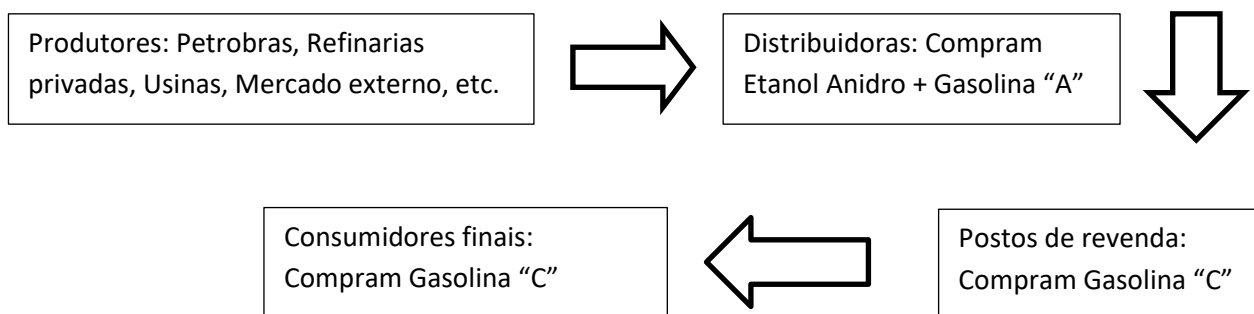 Produtores: Petrobras, Refinarias
privadas, Usinas, Mercado externo, etc.
Distribuidoras: Compram
Etanol Anidro + Gasolina “A”
Consumidores finais:
Compram Gasolina “C”
Postos de revenda:
Compram Gasolina “C”